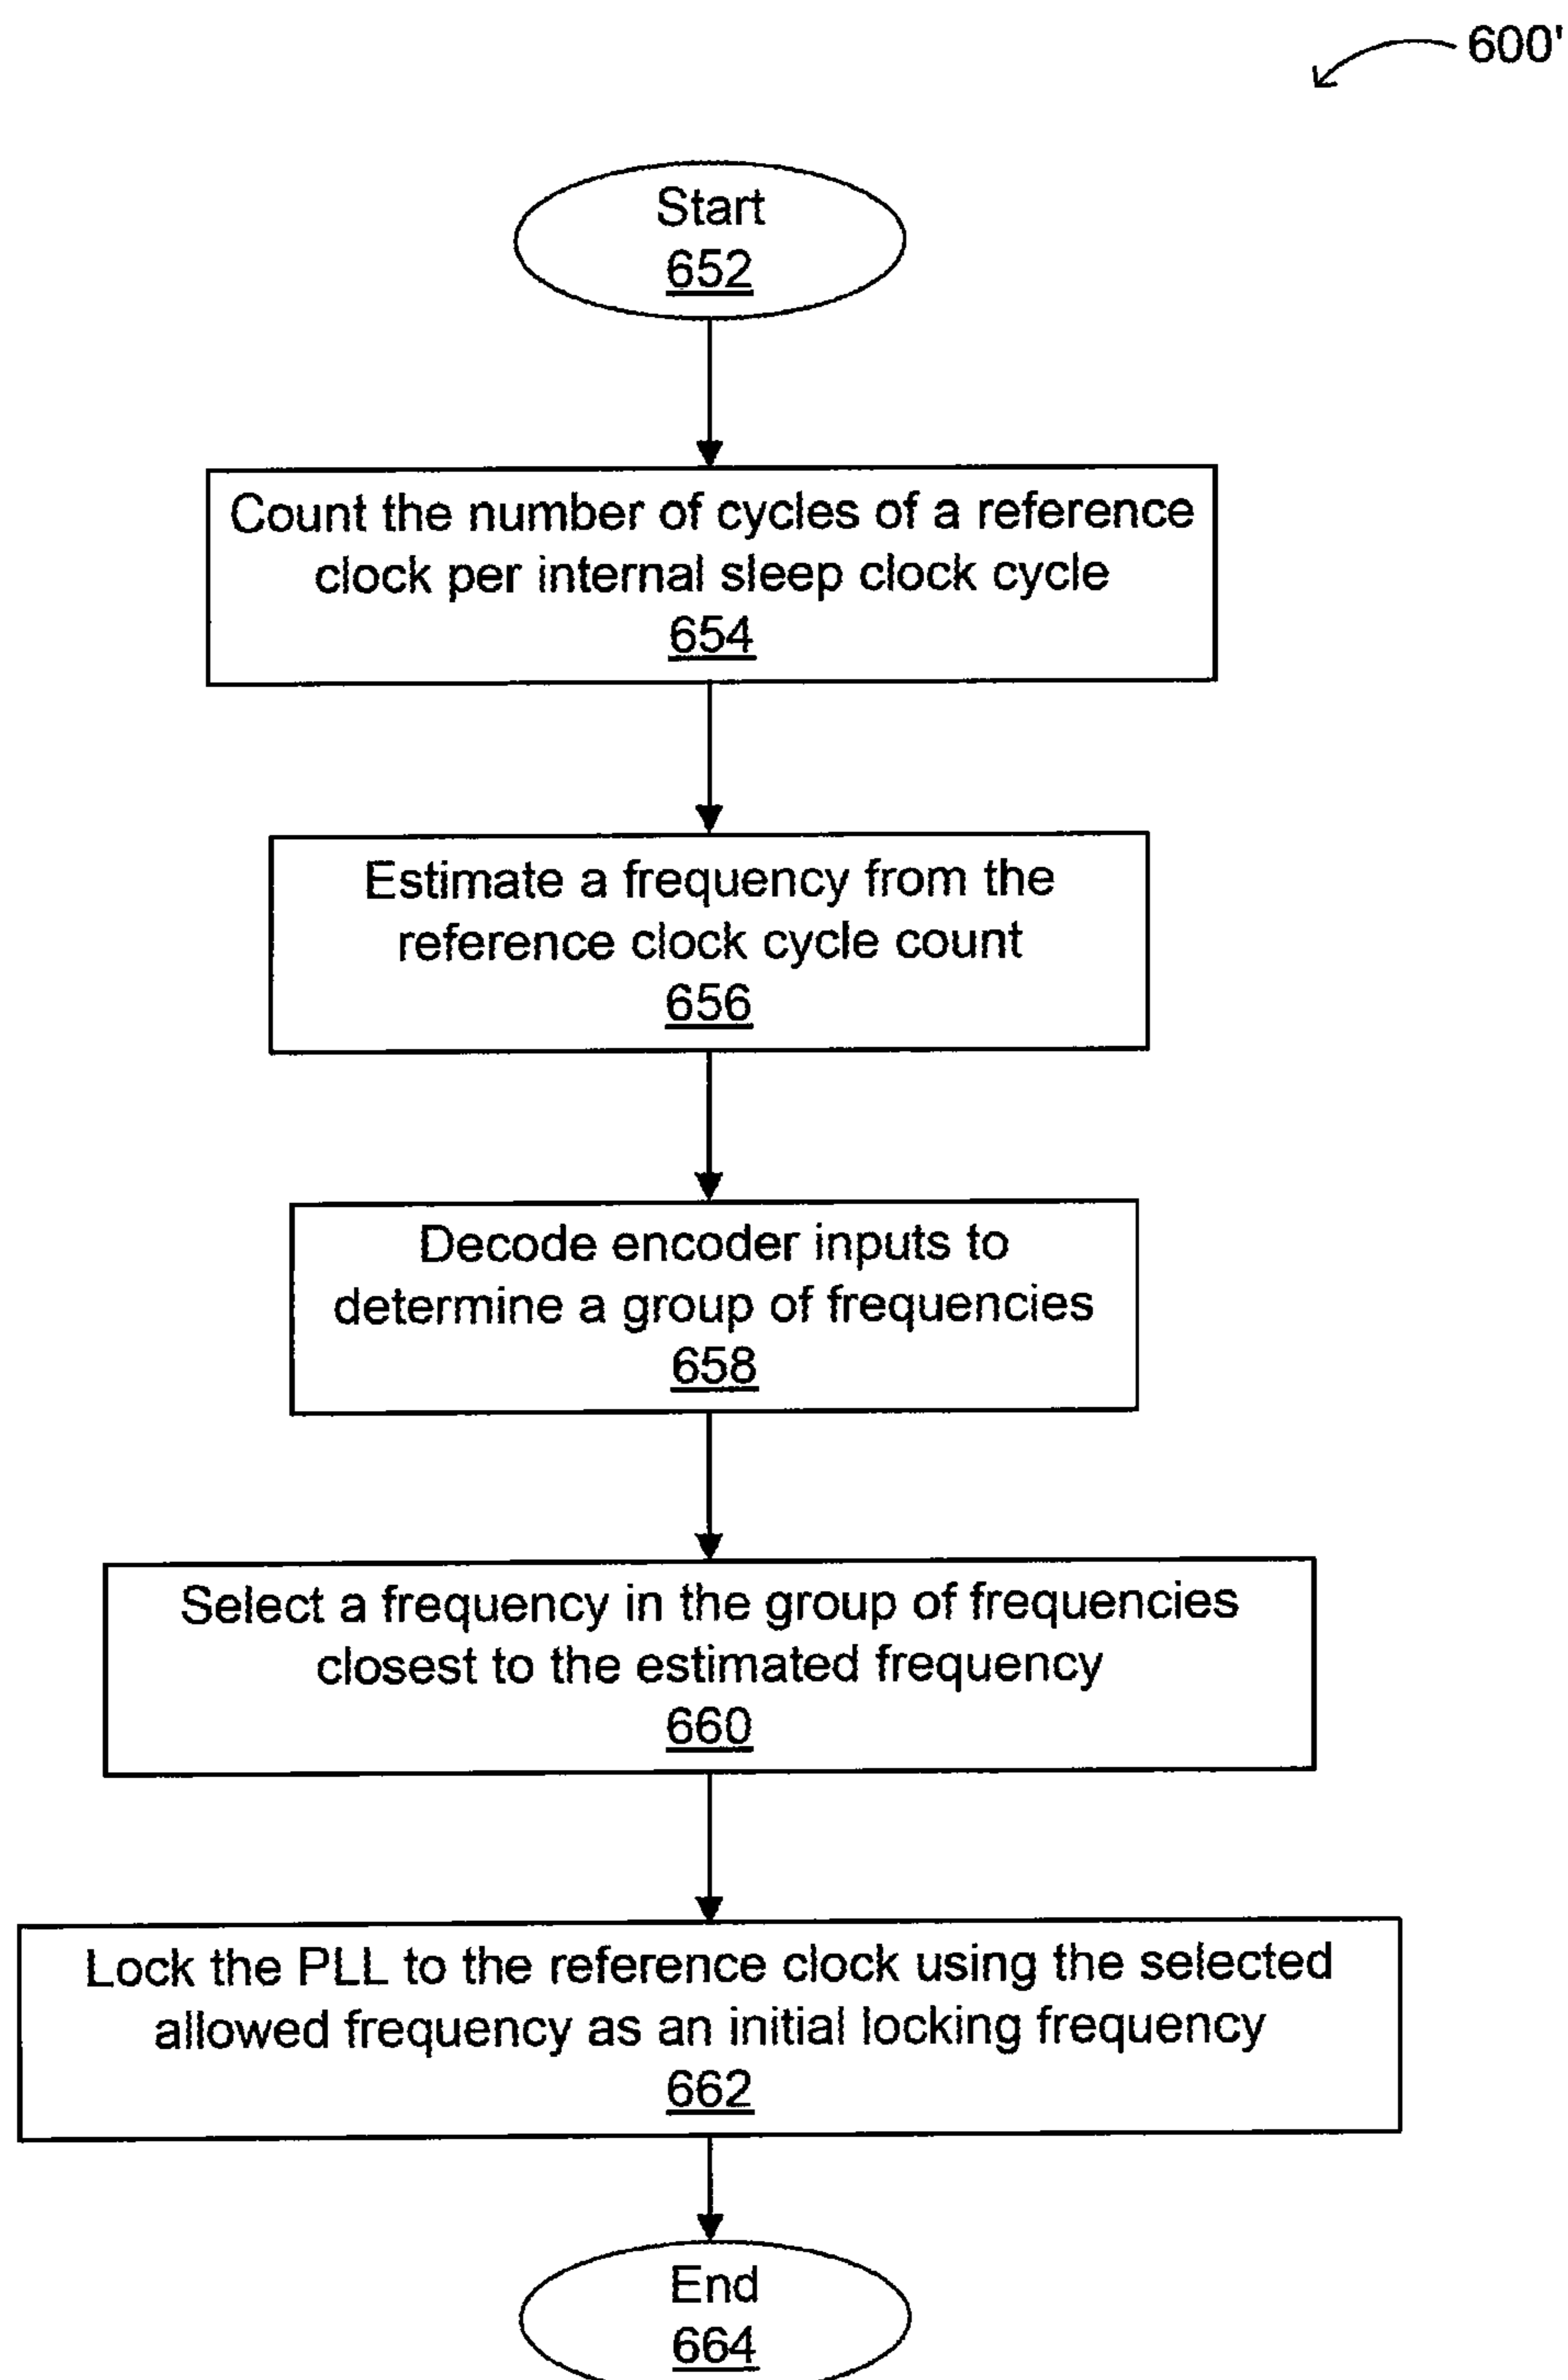 600'
Start
652
Count the number of cycles of a reference
clock per internal sleep clock cycle
654
Estimate a frequency from the
reference clock cycle count
656
Decode encoder inputs to
determine a group of frequencies
658
Select a frequency in the group of frequencies
closest to the estimated frequency
660
Lock the PLL to the reference clock using the selected
allowed frequency as an initial locking frequency
662
End
664